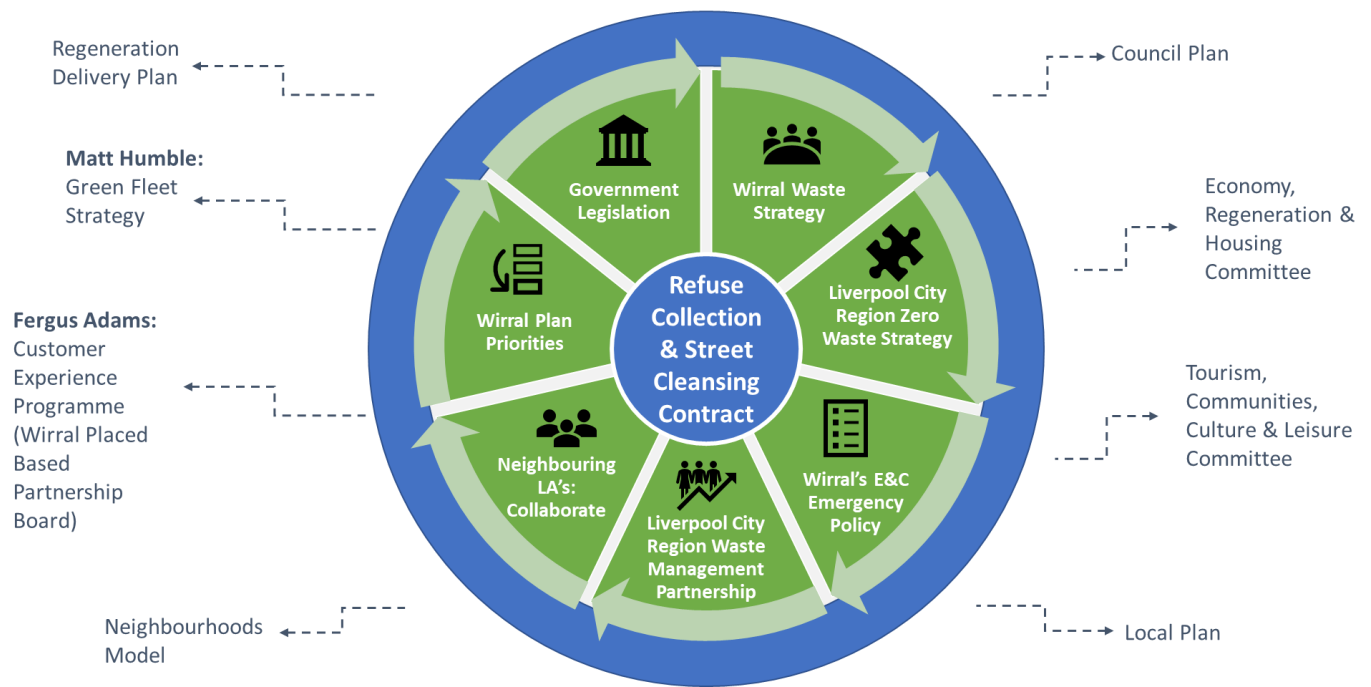 Regeneration
Delivery Plan
Matt Humble:
Green Fleet
Strategy
Fergus Adams:
Customer
Experience
Programme
(Wirral Placed
Based
Partnership
Board)
Neighbourhoods
Model
Government
Legislation
Wirral Waste
Strategy
Wirral Plan
Priorities
Liverpool City
Region Zero
Waste Strategy
Refuse
Collection
& Street
Cleansing
Contract
Neighbouring
LA's:
Collaborate
Liverpool City
Region Waste
Management
Partnership
Wirral's E&C
Emergency
Policy
Council Plan
Economy,
Regeneration &
Housing
Committee
Tourism,
Communities,
Culture & Leisure
Committee
Local Plan